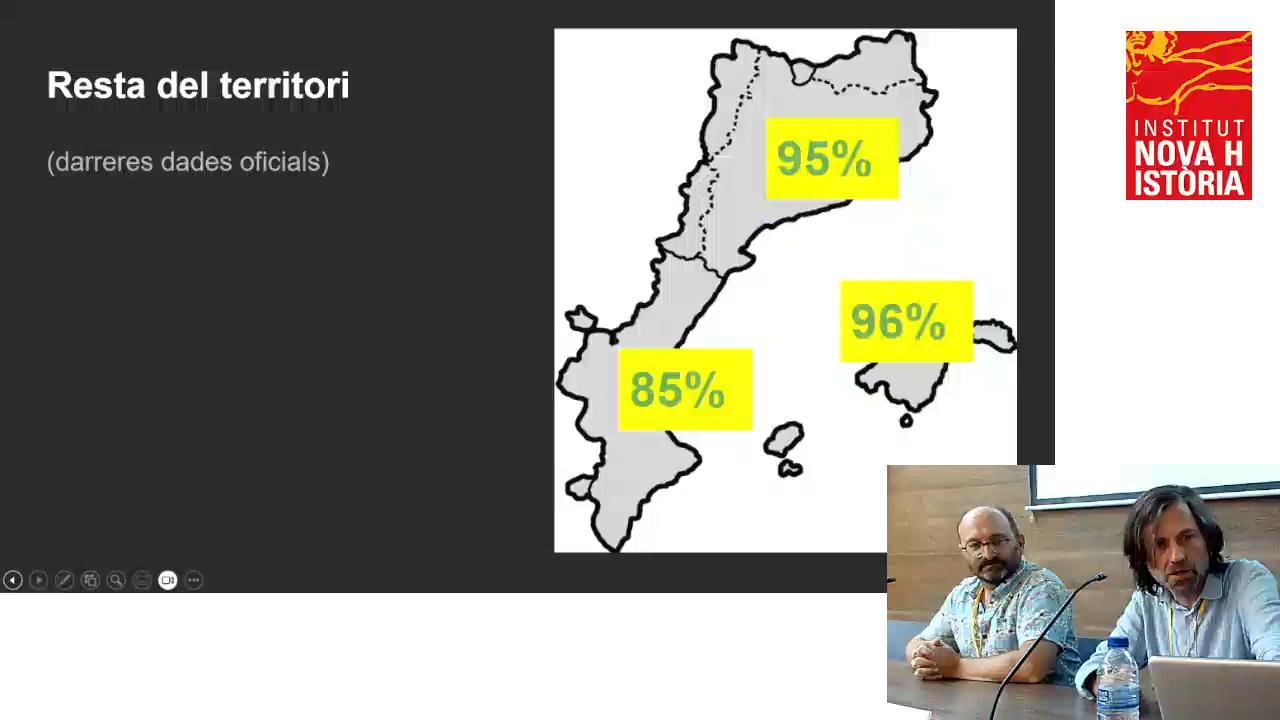 Resta del territori
(darreres dades oficials)
95%
96%
85%
INSTITUT
NOVA H
ISTÒRIA